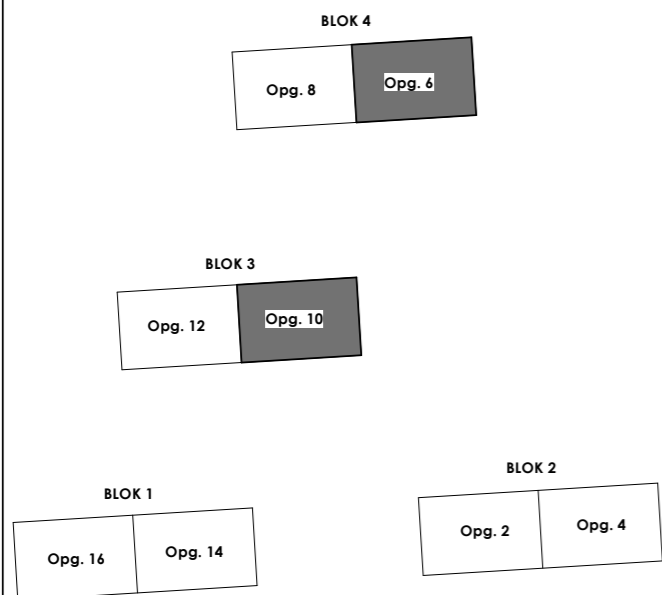 BLOK 4
Opg. 8
Opg. 6
BLOK 3
Opg. 12
Opg. 10
BLOK 1
Opg. 16
Opg. 14
BLOK 2
Opg. 2
Opg. 4